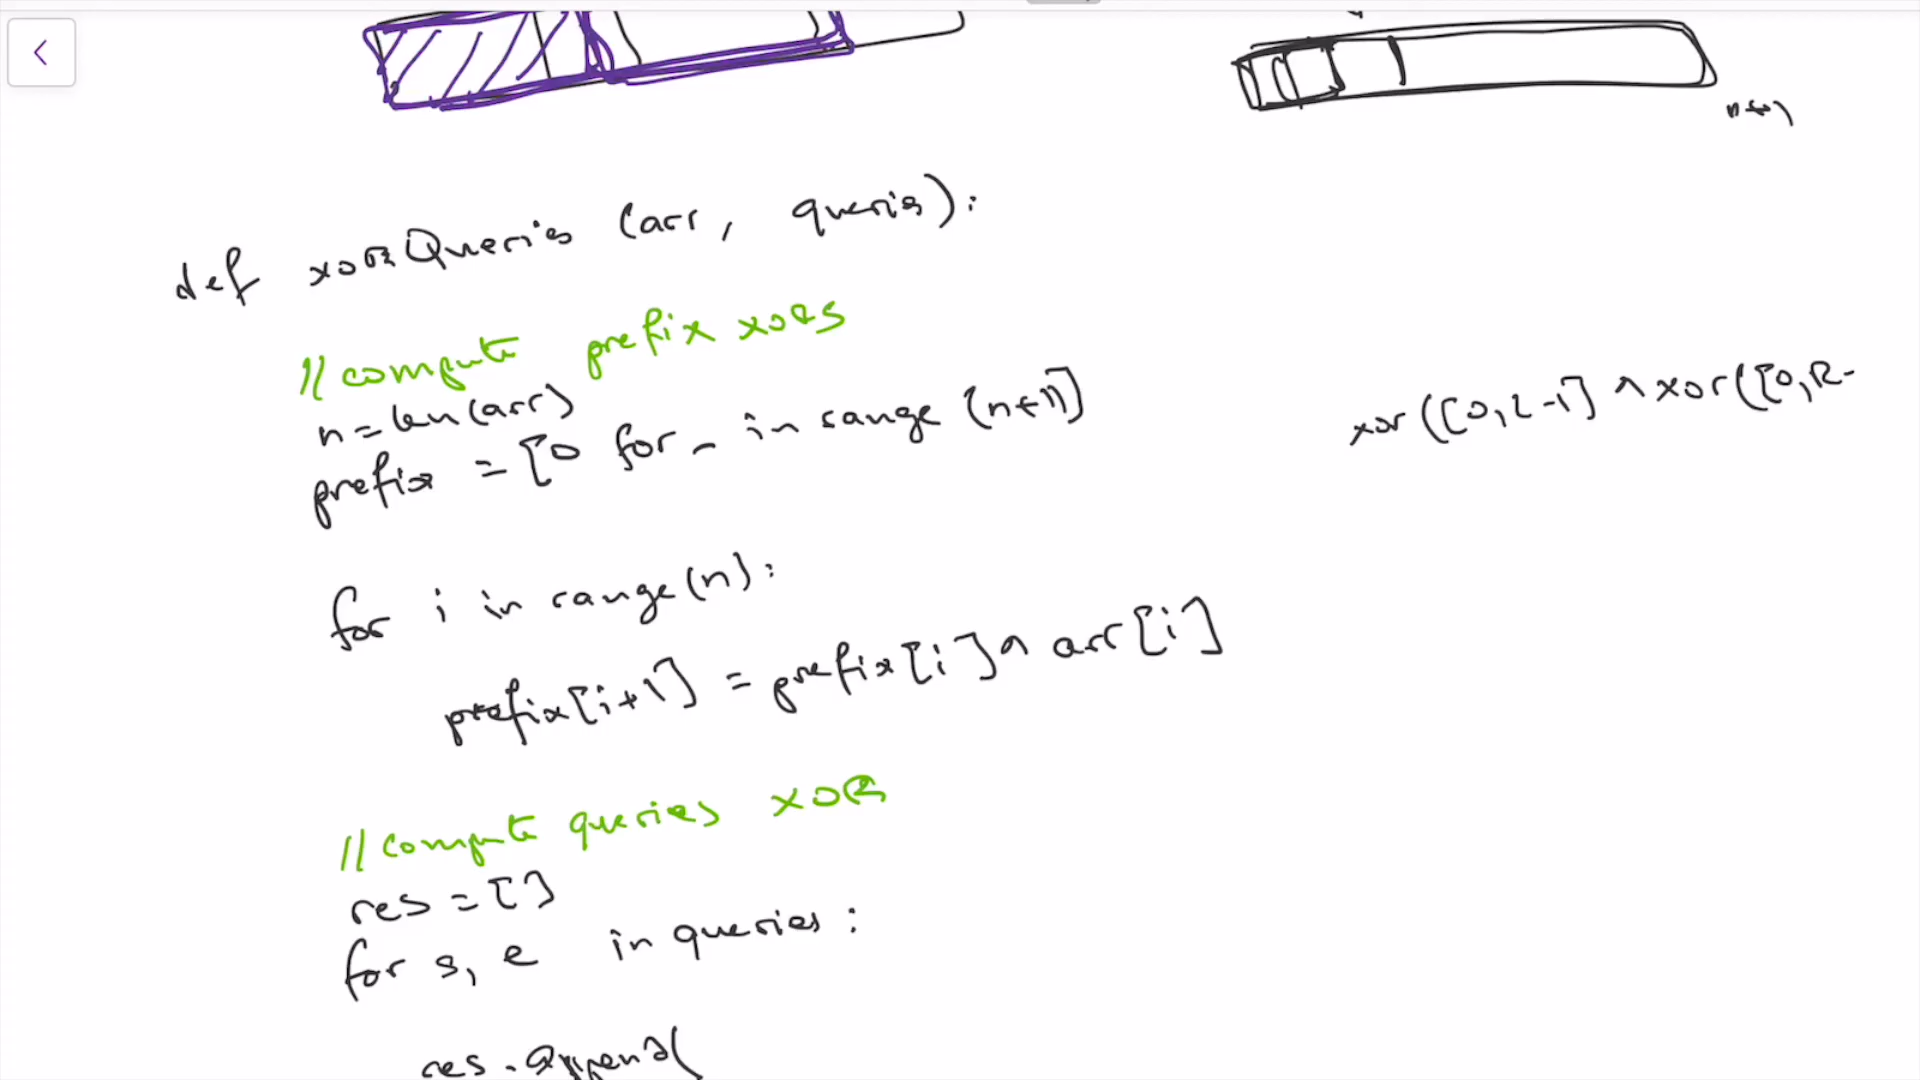 n+1
def xorQueries (arr, queries):
//compute prefix xors
n=len(arr)
prefix = [0 for _ in range (n+1)]
xor([0,L-1] ^ xor([0,R-
for i in range(n):
prefix[i+1] = prefix[i]^ arr[i]
//compute queries xor
res = []
for s, e in queries:
res.append(